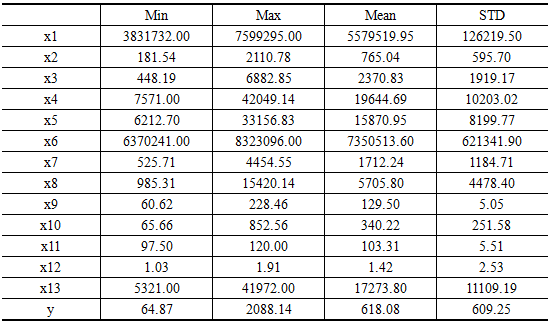 Min Max Mean STD
x1 3831732.00 7599295.00 5579519.95 126219.50
x2 181.54 2110.78 765.04 595.70
x3 448.19 6882.85 2370.83 1919.17
x4 7571.00 42049.14 19644.69 10203.02
x5 6212.70 33156.83 15870.95 8199.77
x6 6370241.00 8323096.00 7350513.60 621341.90
x7 525.71 4454.55 1712.24 1184.71
x8 985.31 15420.14 5705.80 4478.40
x9 60.62 228.46 129.50 5.05
x10 65.66 852.56 340.22 251.58
x11 97.50 120.00 103.31 5.51
x12 1.03 1.91 1.42 2.53
x13 5321.00 41972.00 17273.80 11109.19
y 64.87 2088.14 618.08 609.25